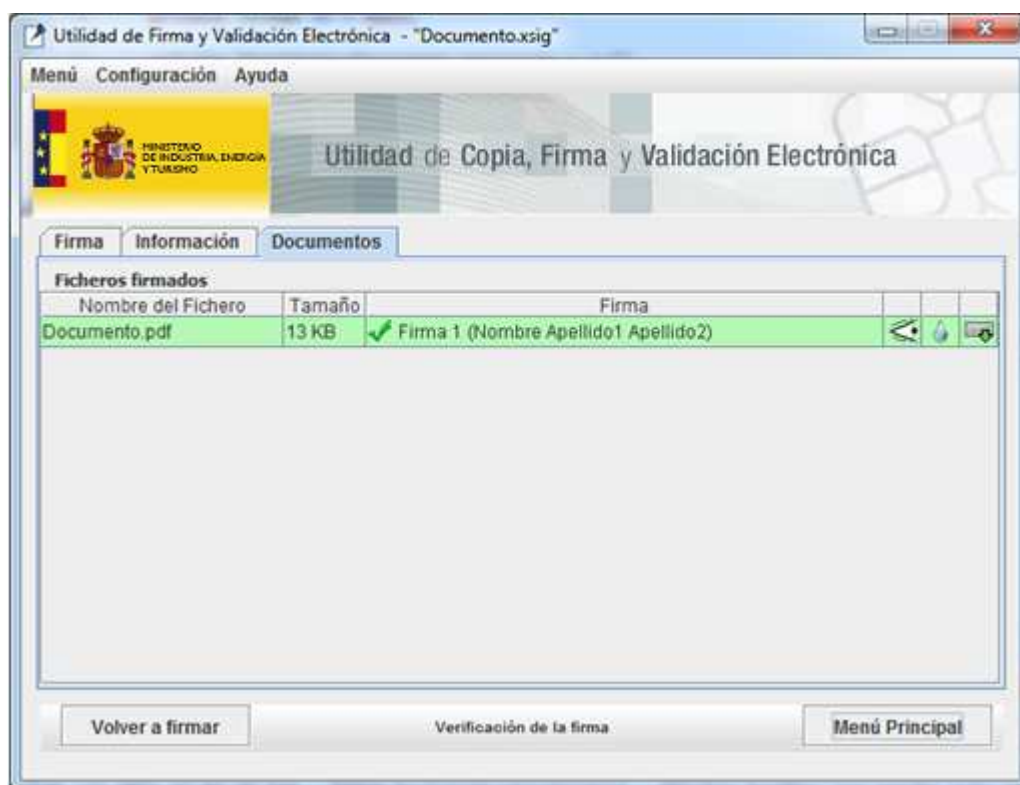 Utilidad de Firma y Validación Electrónica - "Documento.xsig"
Menú Configuración Ayuda
MINISTERIO
DE INDUSTRIA, ENERGÍA
Y TURISMO
Utilidad de Copia, Firma y Validación Electrónica
Firma Información Documentos
Ficheros firmados
Nombre del Fichero Tamaño Firma
Documento.pdf 13 KB Firma 1 (Nombre Apellido1 Apellido2)
Volver a firmar Verificación de la firma Menú Principal